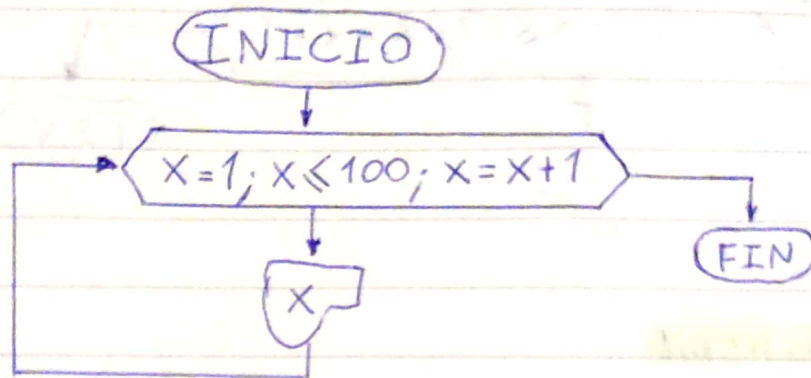 INICIO
X=1; X≤100; X=X+1
FIN
X